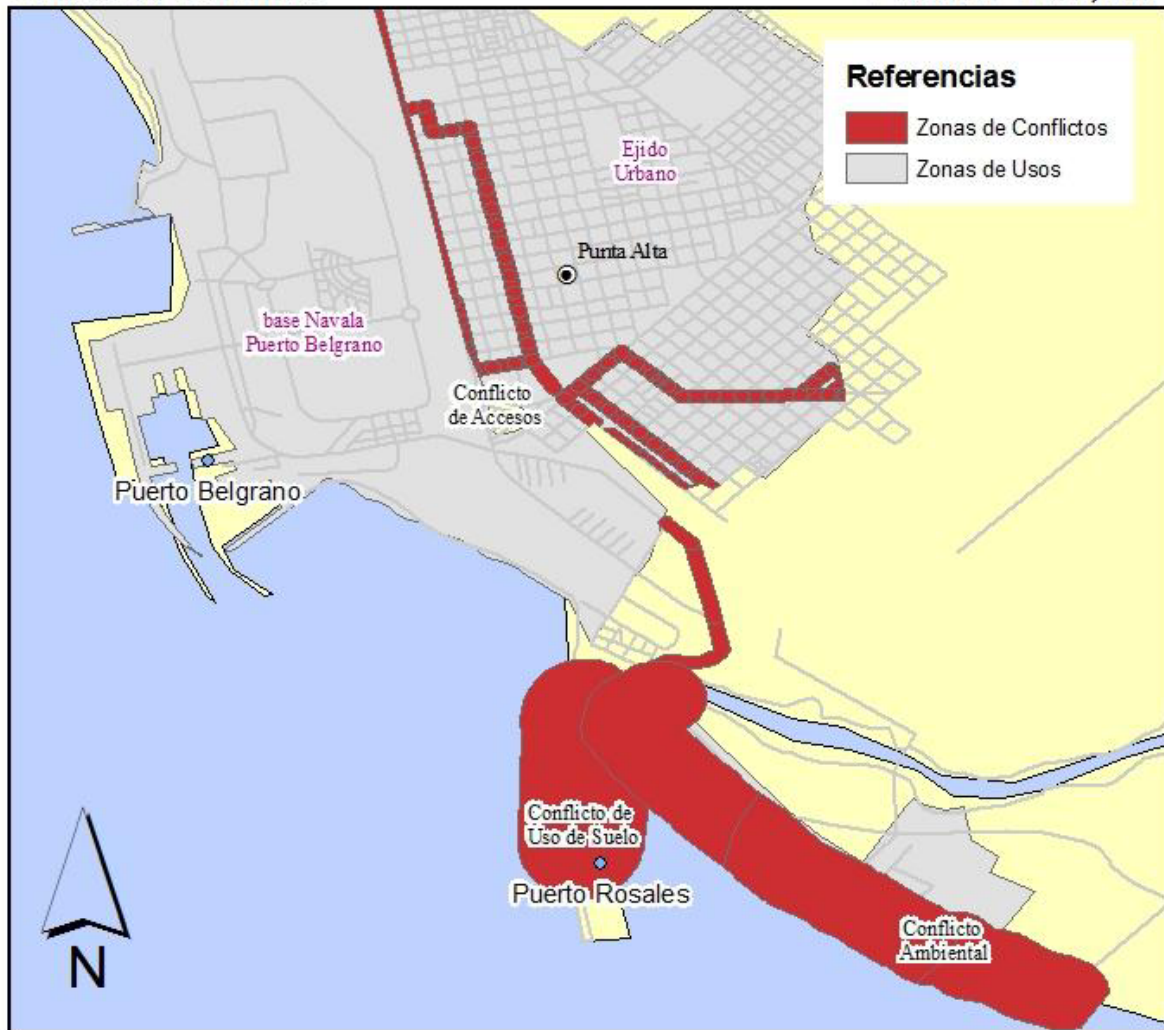 Referencias
Zonas de Conflictos
Zonas de Usos
Ejido
Urbano
Punta Alta
base Navala
Puerto Belgrano
Conflicto
de Accesos
Puerto Belgrano
Conflicto de
Uso de Suelo
Puerto Rosales
Conflicto
Ambiental
N